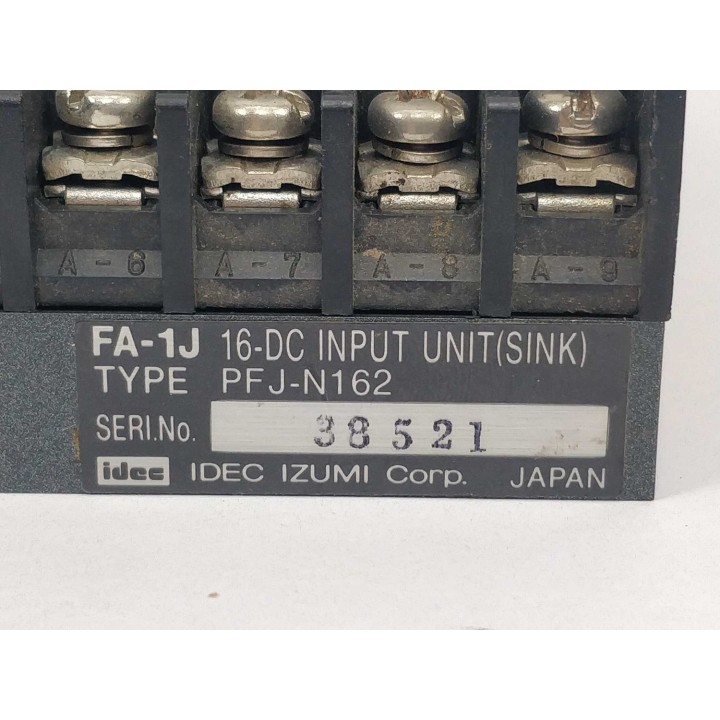 A-6 A-7 A-8 A-9
FA-1J 16-DC INPUT UNIT(SINK)
TYPE PFJ-N162
SERI.No. 38521
idec IDEC IZUMI Corp. JAPAN